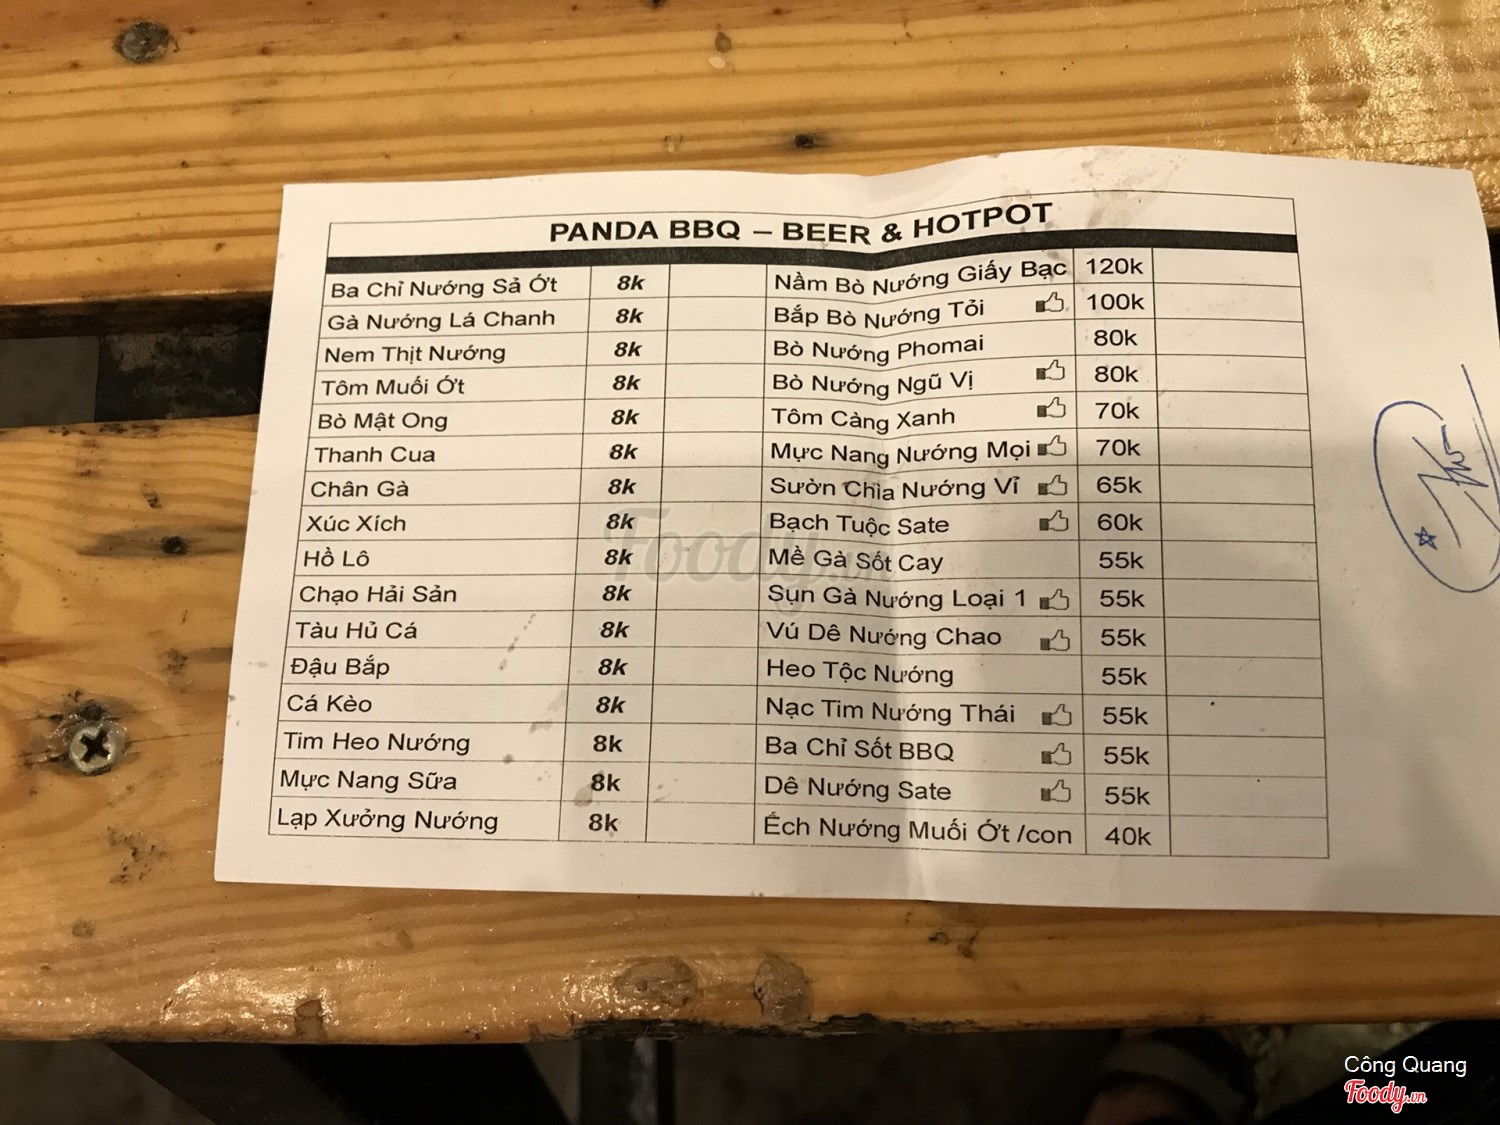 PANDA BBQ – BEER & HOTPOT
Ba Chỉ Nướng Sả Ớt 8k Nầm Bò Nướng Giấy Bạc 120k
Gà Nướng Lá Chanh 8k Bắp Bò Nướng Tỏi 100k
Nem Thịt Nướng 8k Bò Nướng Phomai 80k
Tôm Muối Ớt 8k Bò Nướng Ngũ Vị 80k
Bò Mật Ong 8k Tôm Càng Xanh 70k
Thanh Cua 8k Mực Nang Nướng Mọi 70k
Chân Gà 8k Sườn Chìa Nướng Vỉ 65k
Xúc Xích 8k Bạch Tuộc Sate 60k
Hồ Lô 8k Mề Gà Sốt Cay 55k
Chạo Hải Sản 8k Sụn Gà Nướng Loại 1 55k
Tàu Hủ Cá 8k Vú Dê Nướng Chao 55k
Đậu Bắp 8k Heo Tộc Nướng 55k
Cá Kèo 8k Nạc Tim Nướng Thái 55k
Tim Heo Nướng 8k Ba Chỉ Sốt BBQ 55k
Mực Nang Sữa 8k Dê Nướng Sate 55k
Lạp Xưởng Nướng 8k Ếch Nướng Muối Ớt /con 40k
Foody.vn
Công Quang
Foody.vn